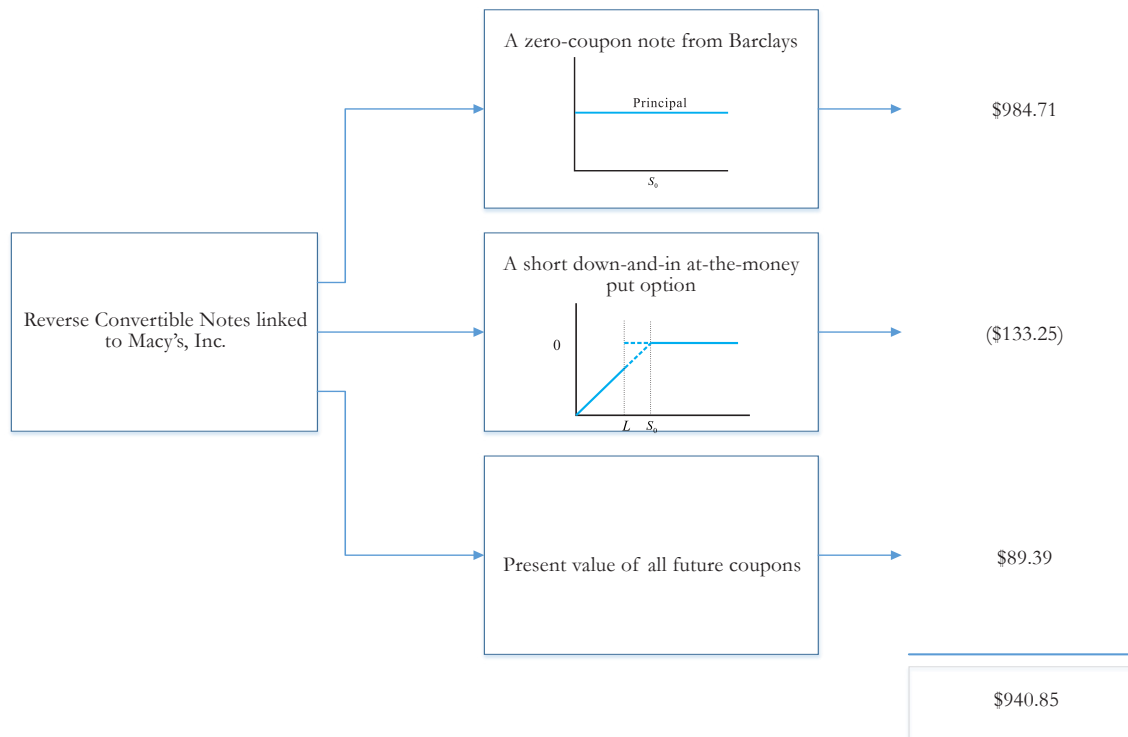 A zero-coupon note from Barclays
Principal
S₀
$984.71
Reverse Convertible Notes linked
to Macy's, Inc.
A short down-and-in at-the-money
put option
0
L S₀
($133.25)
Present value of all future coupons
$89.39
$940.85